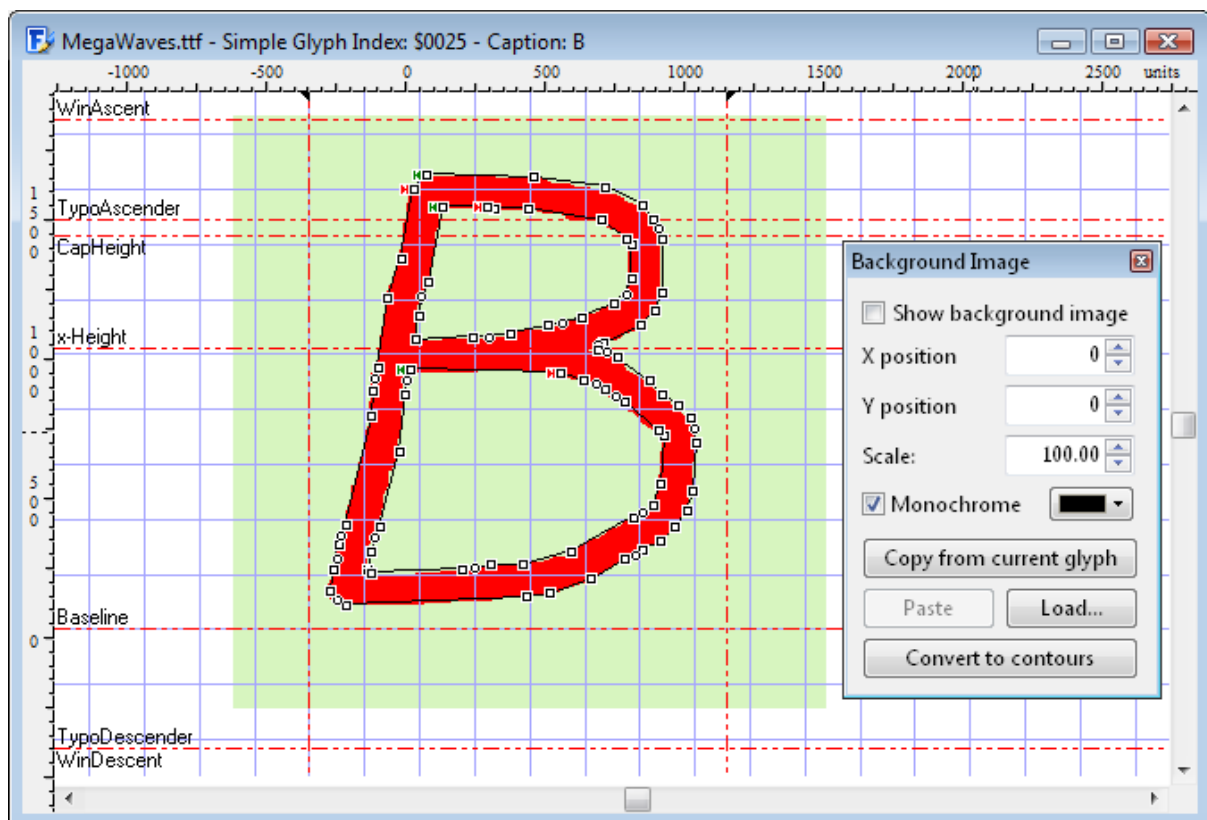 MegaWaves.ttf - Simple Glyph Index: $0025 - Caption: B
-1000 -500 0 500 1000 1500 2000 2500 units
WinAscent
1500
TypoAscender
CapHeight
1000
x-Height
500
Baseline
0
TypoDescender
WinDescent
Background Image
Show background image
X position 0
Y position 0
Scale: 100.00
Monochrome
Copy from current glyph
Paste Load...
Convert to contours